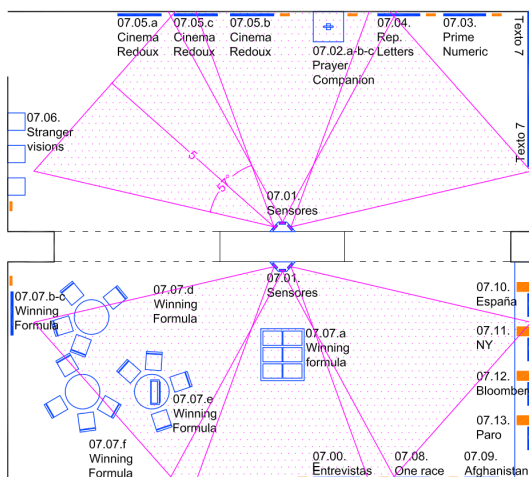 07.05.a
Cinema
Redoux
07.05.c
Cinema
Redoux
07.05.b
Cinema
Redoux
07.02.a-b-c
Prayer
Companion
07.04.
Rep.
Letters
07.03.
Prime
Numeric
Texto 7
Texto 7
07.06.
Stranger
visions
5
57°
07.01.
Sensores
07.01.
Sensores
07.07.b-c
Winning
Formula
07.07.d
Winning
Formula
07.07.a
Winning
formula
07.07.e
Winning
Formula
07.07.f
Winning
Formula
07.10.
España
07.11.
NY
07.12.
Bloomber
07.13.
Paro
07.00.
Entrevistas
07.08.
One race
07.09.
Afghanistan